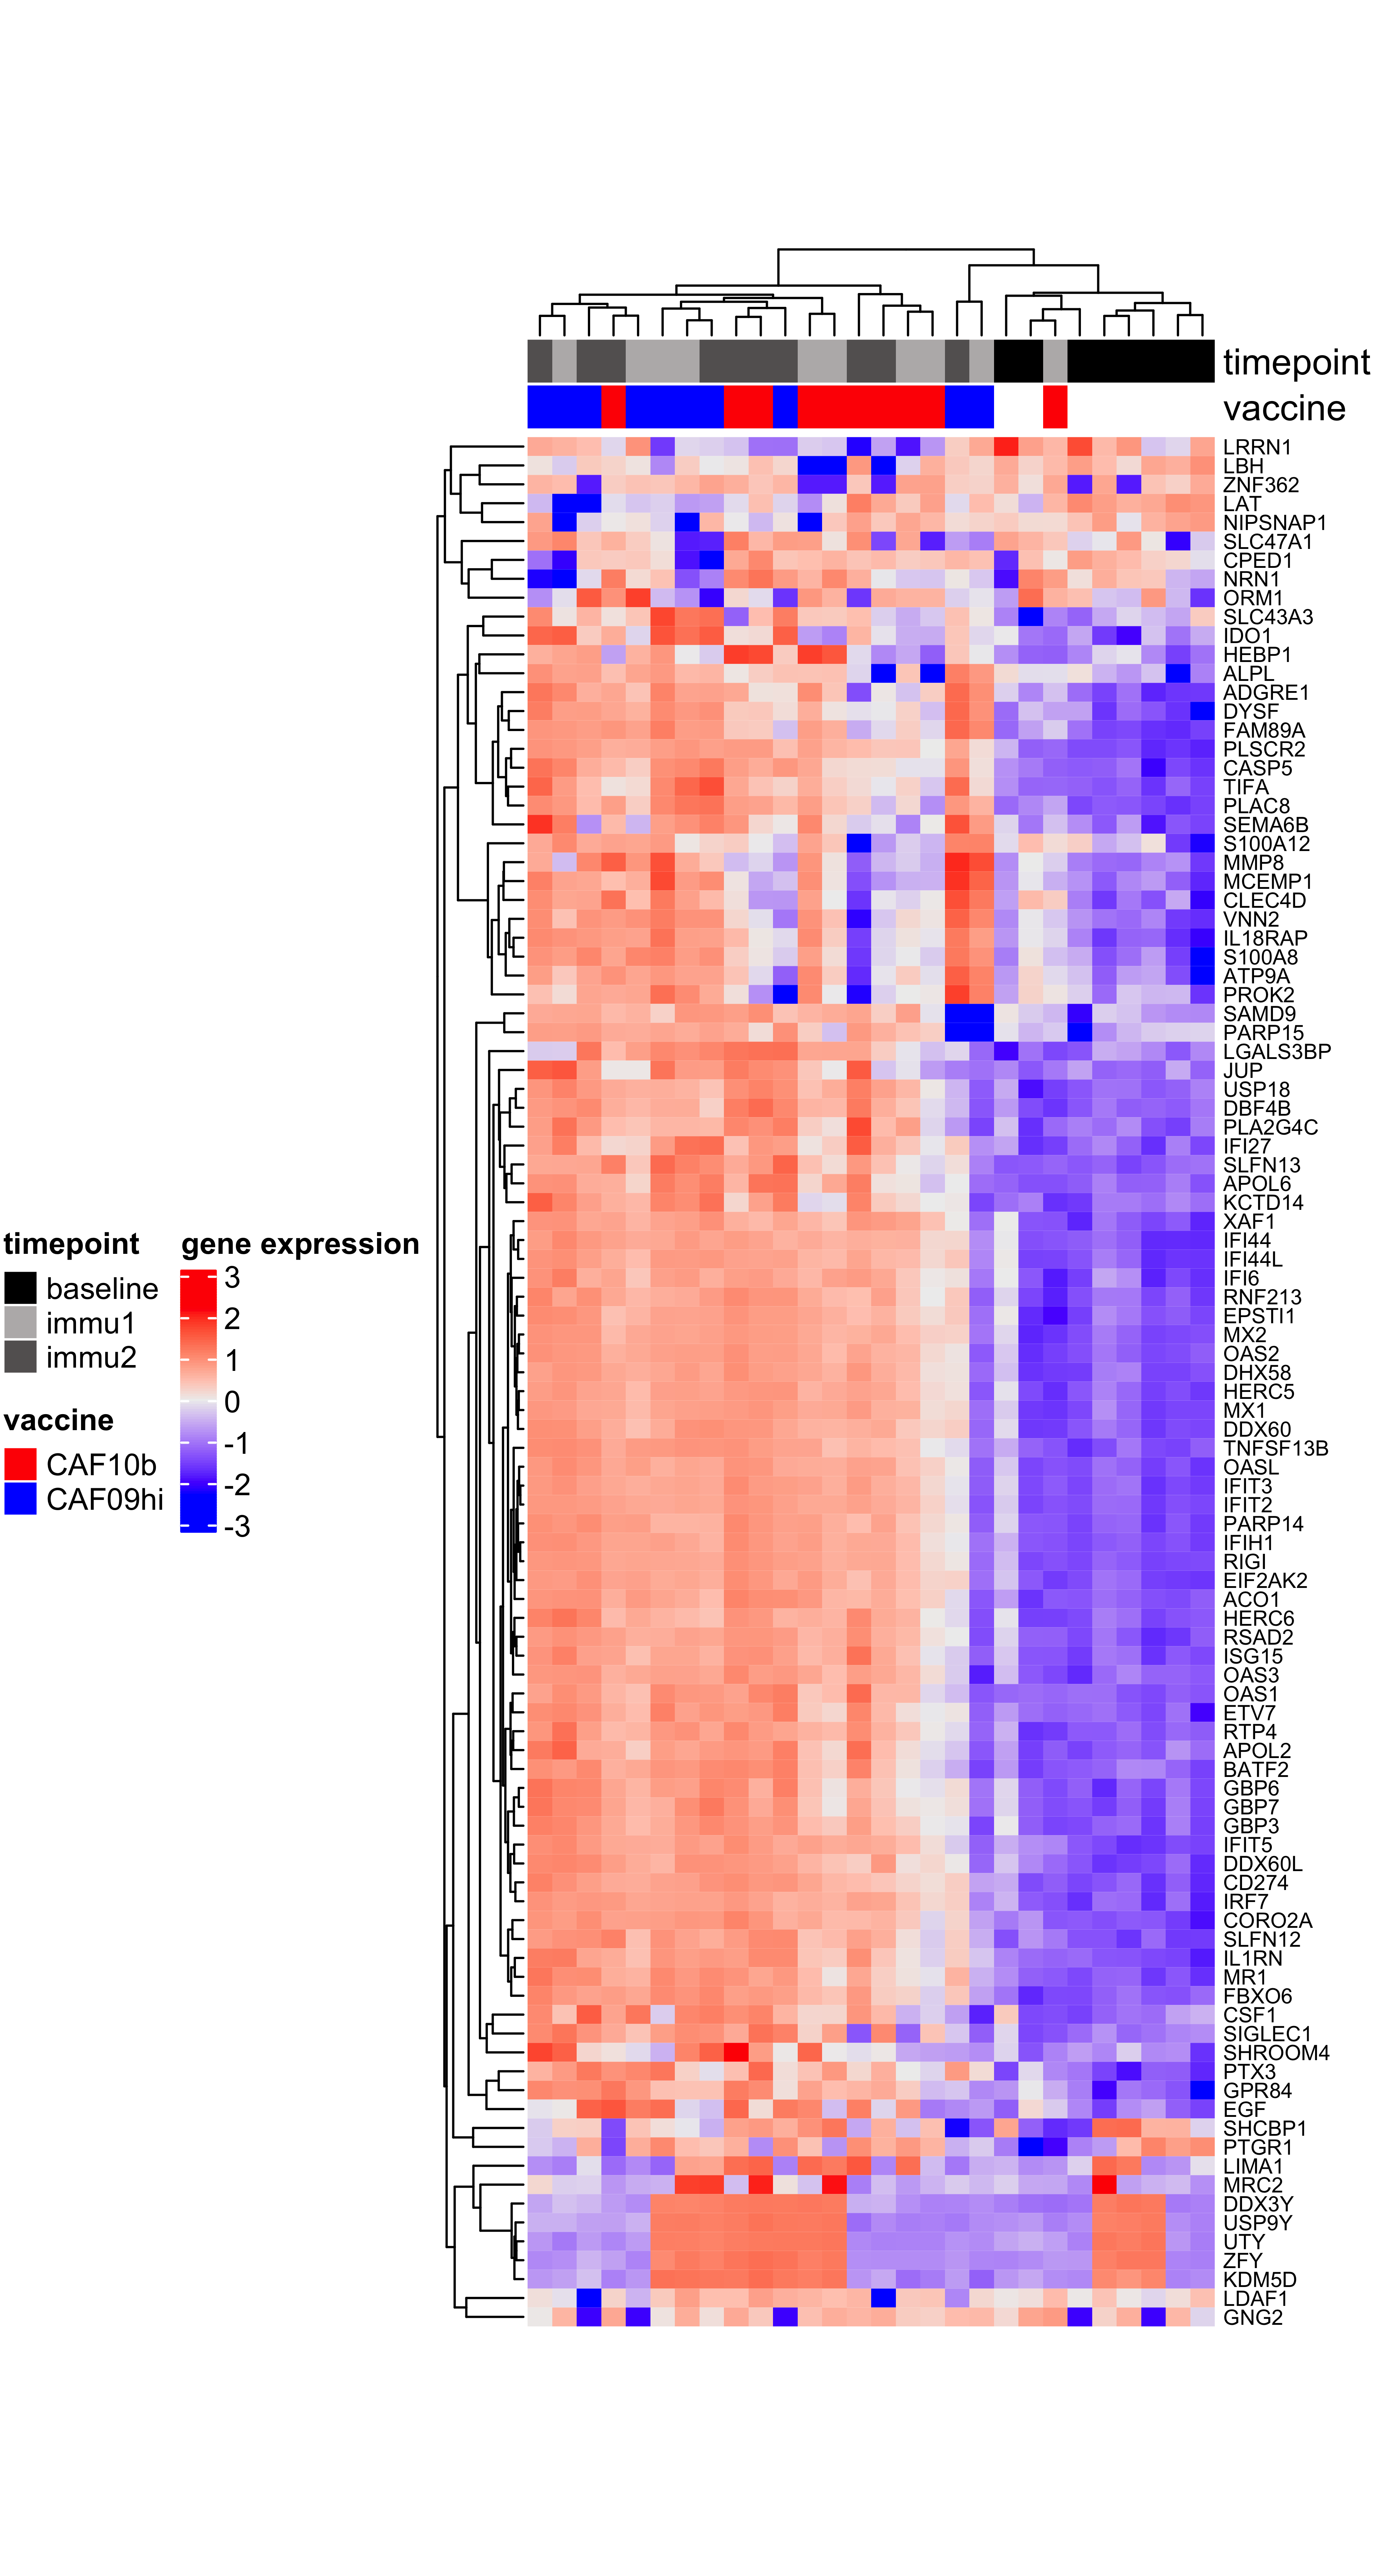 timepoint
vaccine
LRRN1
LBH
ZNF362
LAT
NIPSNAP1
SLC47A1
CPED1
NRN1
ORM1
SLC43A3
IDO1
HEBP1
ALPL
ADGRE1
DYSF
FAM89A
PLSCR2
CASP5
TIFA
PLAC8
SEMA6B
S100A12
MMP8
MCEMP1
CLEC4D
VNN2
IL18RAP
S100A8
ATP9A
PROK2
SAMD9
PARP15
LGALS3BP
JUP
USP18
DBF4B
PLA2G4C
IFI27
SLFN13
APOL6
KCTD14
XAF1
IFI44
IFI44L
IFI6
RNF213
EPSTI1
MX2
OAS2
DHX58
HERC5
MX1
DDX60
TNFSF13B
OASL
IFIT3
IFIT2
PARP14
IFIH1
RIGI
EIF2AK2
ACO1
HERC6
RSAD2
ISG15
OAS3
OAS1
ETV7
RTP4
APOL2
BATF2
GBP6
GBP7
GBP3
IFIT5
DDX60L
CD274
IRF7
CORO2A
SLFN12
IL1RN
MR1
FBXO6
CSF1
SIGLEC1
SHROOM4
PTX3
GPR84
EGF
SHCBP1
PTGR1
LIMA1
MRC2
DDX3Y
USP9Y
UTY
ZFY
KDM5D
LDAF1
GNG2
timepoint
baseline
immu1
immu2
vaccine
CAF10b
CAF09hi
gene expression
3
2
1
0
-1
-2
-3